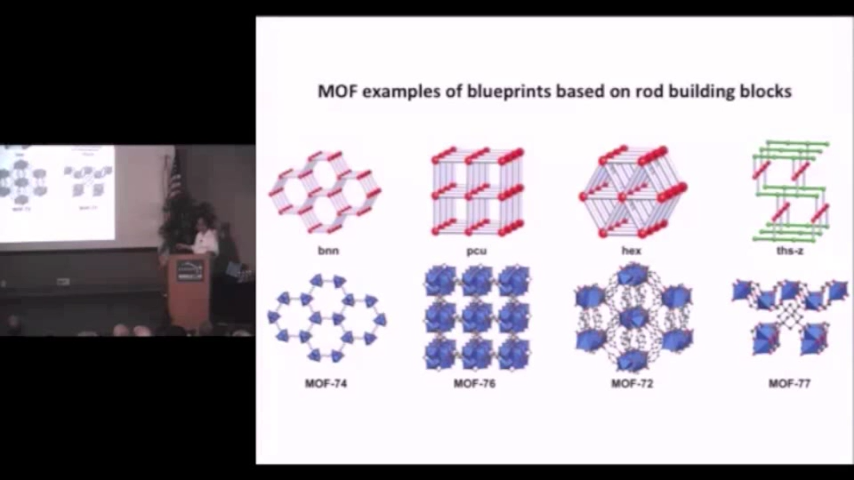 MOF examples of blueprints based on rod building blocks
bnn
pcu
hex
ths-z
MOF-74
MOF-76
MOF-72
MOF-77